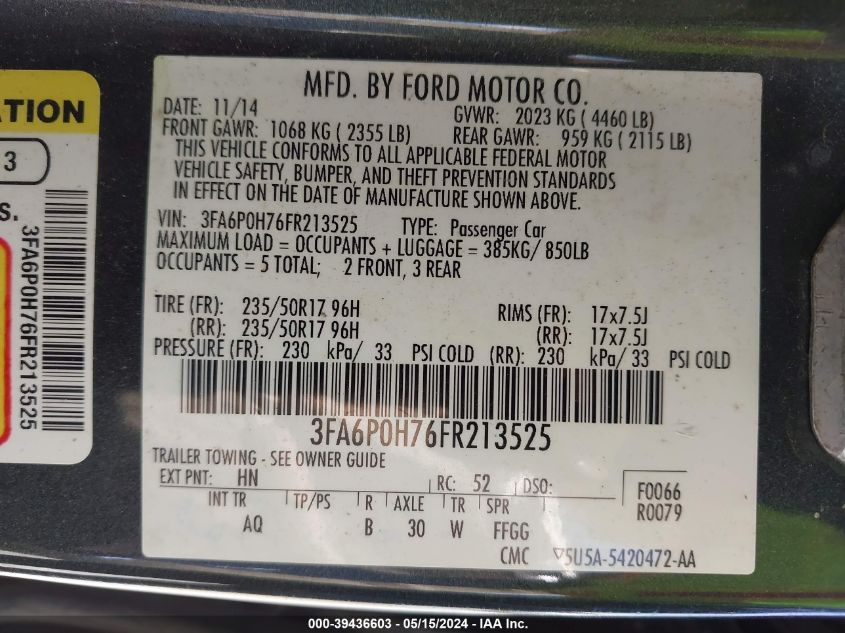 ATION
3
S.
3FA6P0H76FR213525
MFD. BY FORD MOTOR CO.
DATE: 11/14 GVWR: 2023 KG ( 4460 LB)
FRONT GAWR: 1068 KG ( 2355 LB) REAR GAWR: 959 KG ( 2115 LB)
THIS VEHICLE CONFORMS TO ALL APPLICABLE FEDERAL MOTOR
VEHICLE SAFETY, BUMPER, AND THEFT PREVENTION STANDARDS
IN EFFECT ON THE DATE OF MANUFACTURE SHOWN ABOVE.
VIN: 3FA6P0H76FR213525 TYPE: Passenger Car
MAXIMUM LOAD = OCCUPANTS + LUGGAGE = 385KG/ 850LB
OCCUPANTS = 5 TOTAL; 2 FRONT, 3 REAR
TIRE (FR): 235/50R17 96H RIMS (FR): 17x7.5J
(RR): 235/50R17 96H (RR): 17x7.5J
PRESSURE (FR): 230 kPa/ 33 PSI COLD (RR): 230 kPa/ 33 PSI COLD
3FA6P0H76FR213525
TRAILER TOWING - SEE OWNER GUIDE
EXT PNT: HN RC: 52 DSO: F0066
R0079
INT TR TP/PS R AXLE TR SPR
AQ B 30 W FFGG
CMC 5U5A-5420472-AA
000-39436603 - 05/15/2024 - IAA Inc.